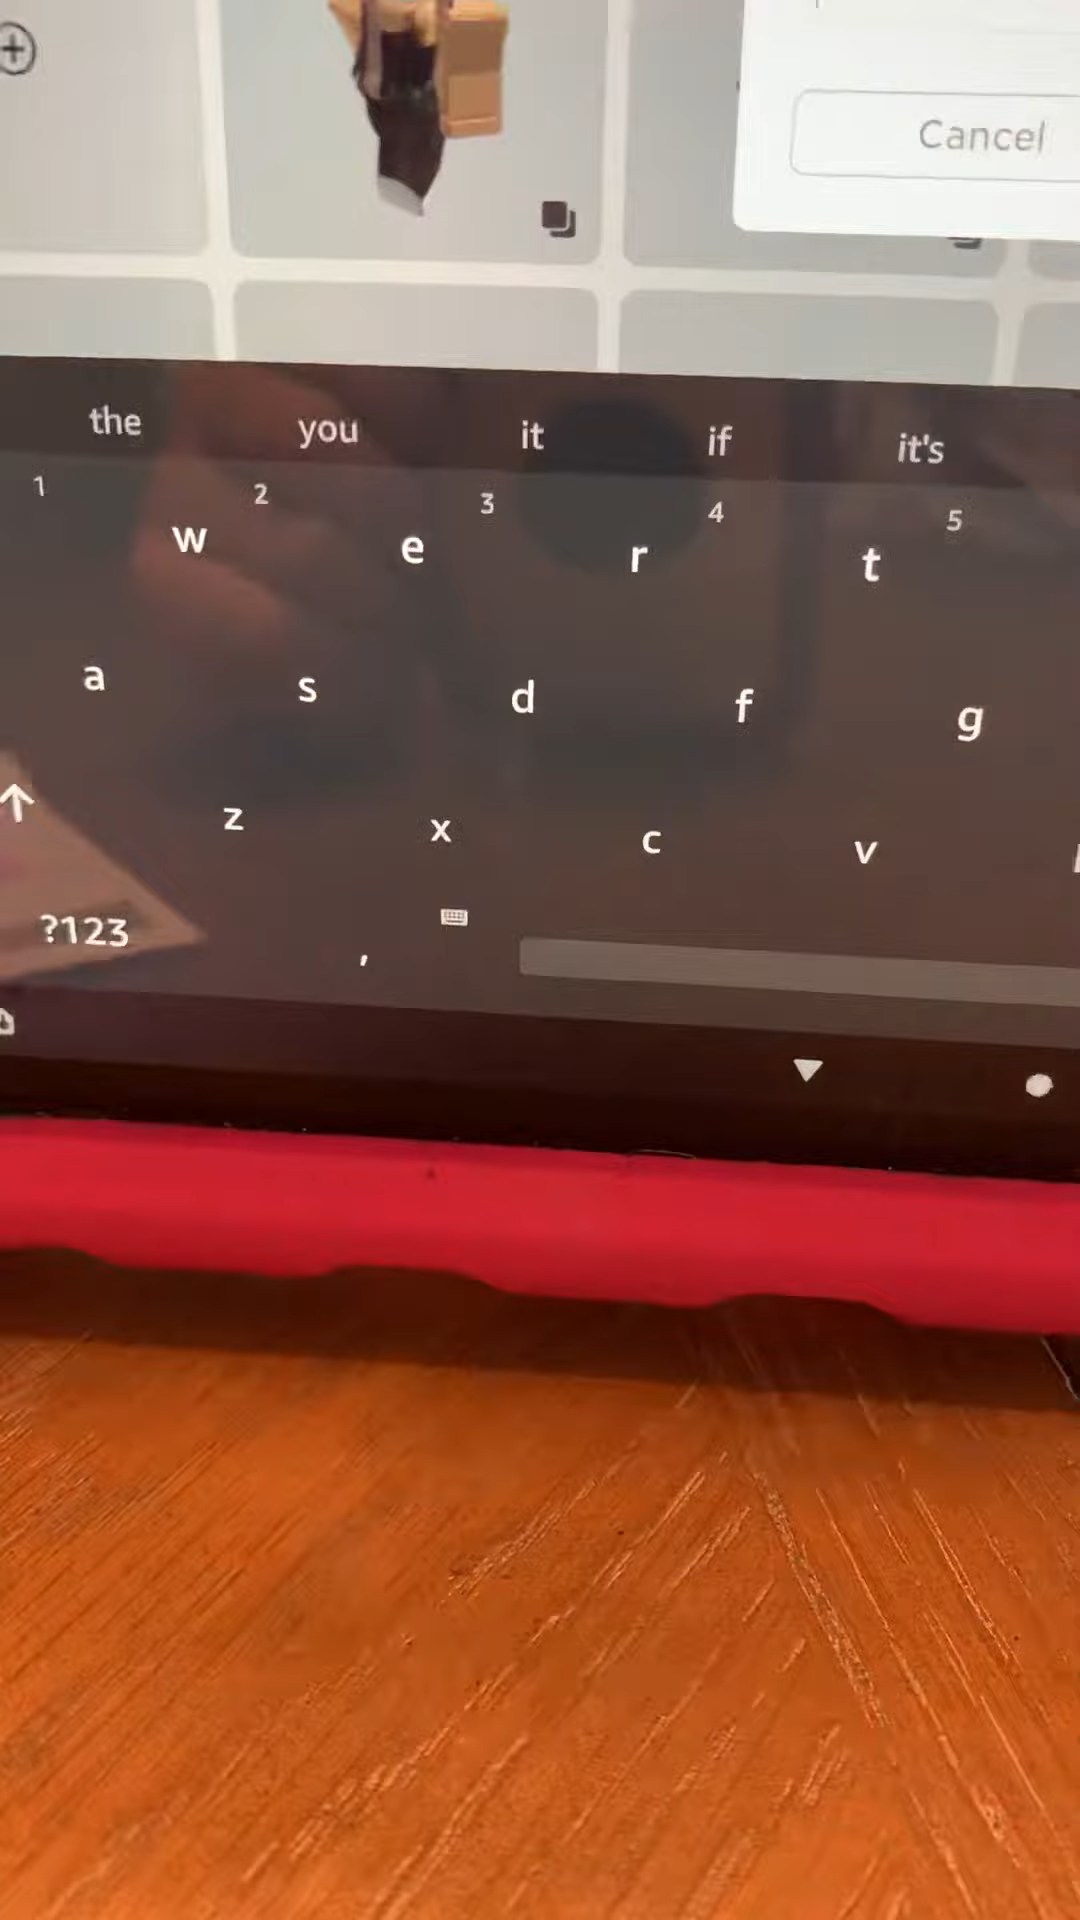 Cancel
the you it if it's
1 2 3 4 5
w e r t
a s d f g
z x c v
?123 ,